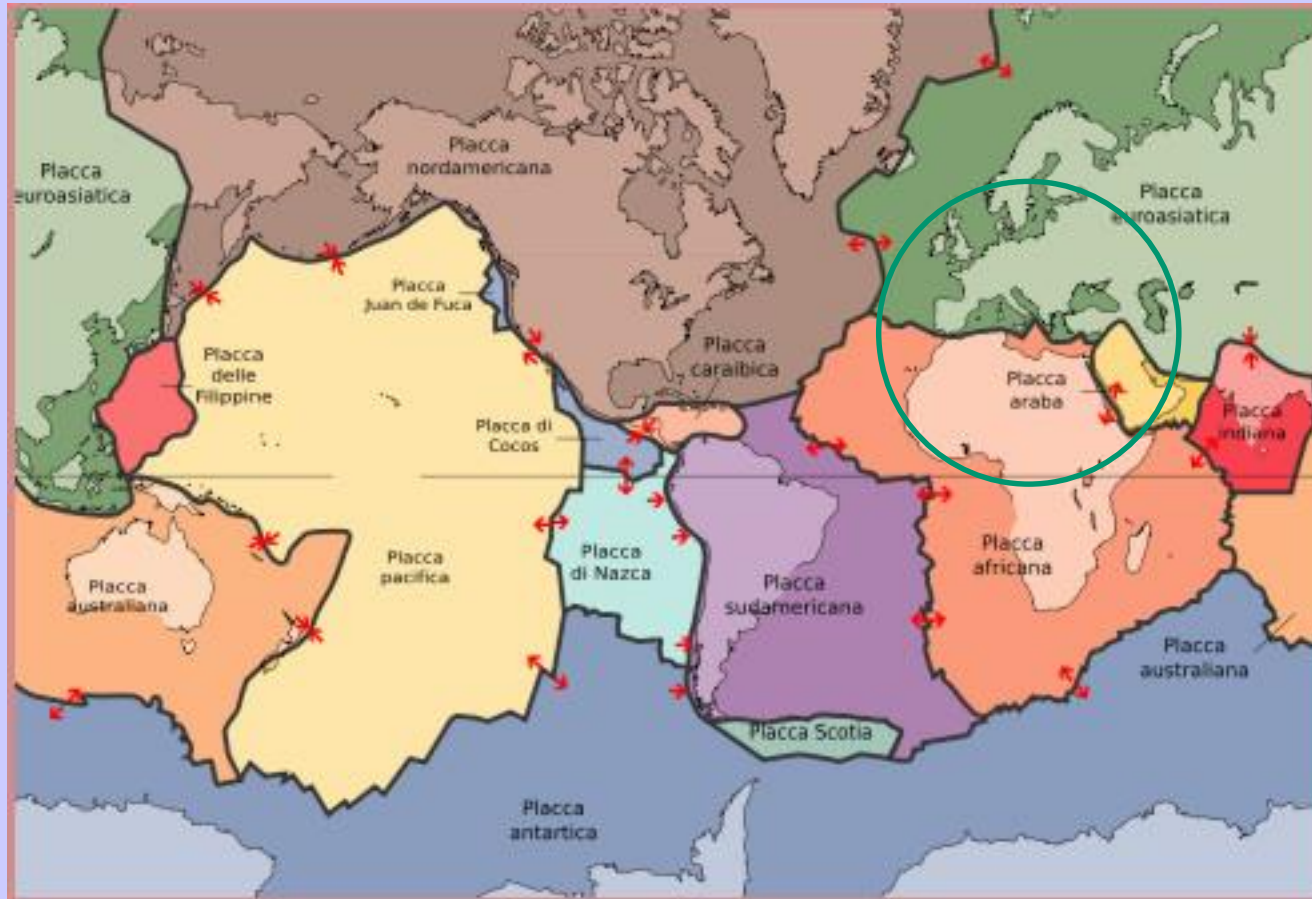 Placca
euroasiatica
Placca
nordamericana
Placca
euroasiatica
Placca
Juan de Fuca
Placca
delle
Filippine
Placca
caraibica
Placca
araba
Placca di
Cocos
Placca
indiana
Placca
australiana
Placca
pacifica
Placca
di Nazca
Placca
sudamericana
Placca
africana
Placca
australiana
Placca Scotia
Placca
antartica